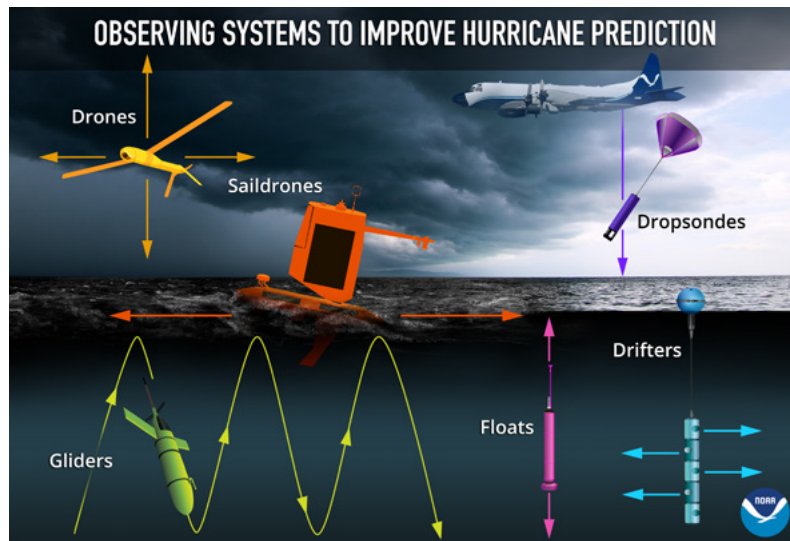 OBSERVING SYSTEMS TO IMPROVE HURRICANE PREDICTION
Drones
Saildrones
Dropsondes
Drifters
Floats
Gliders
NOAA